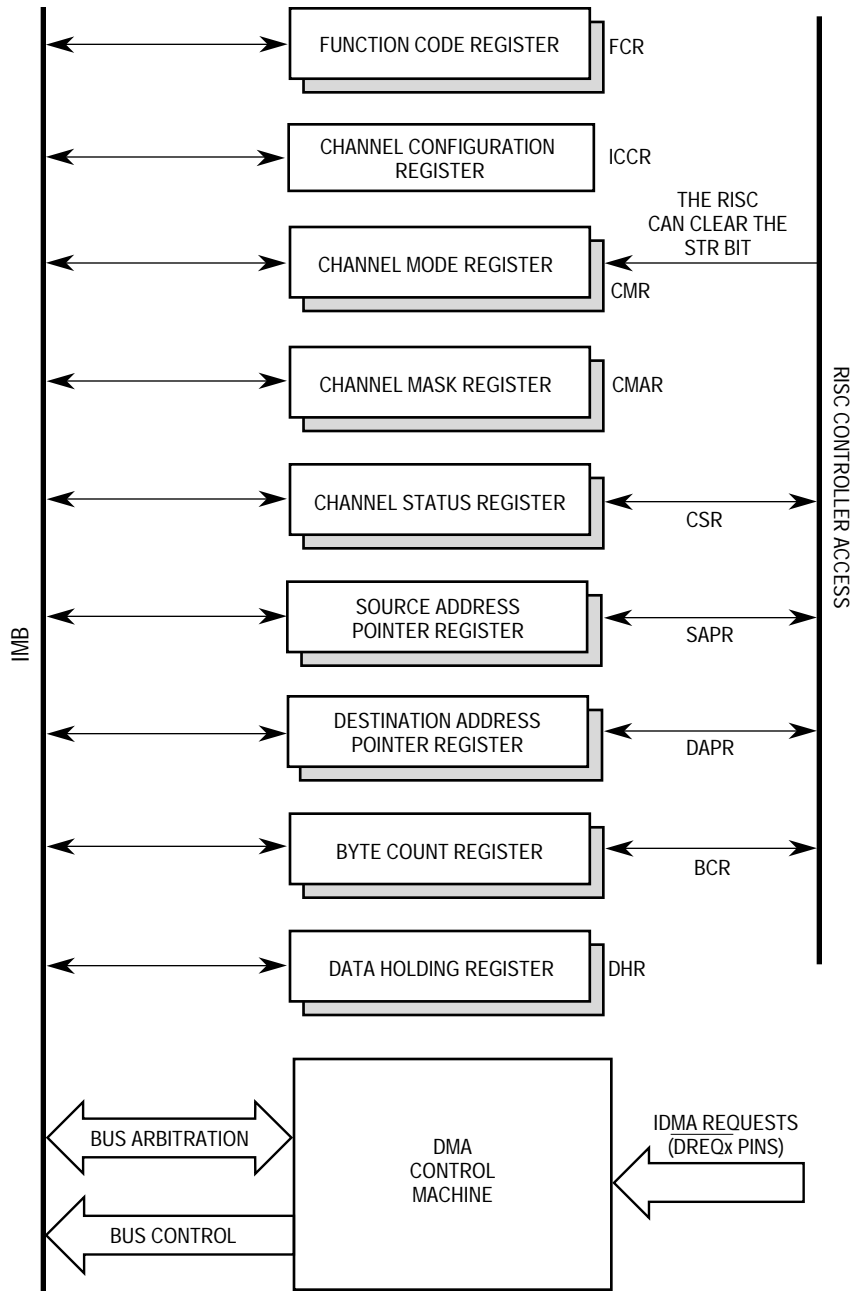 FUNCTION CODE REGISTER
FCR
CHANNEL CONFIGURATION
REGISTER
ICCR
THE RISC
CAN CLEAR THE
STR BIT
CHANNEL MODE REGISTER
CMR
CHANNEL MASK REGISTER
CMAR
RISC CONTROLLER ACCESS
CHANNEL STATUS REGISTER
CSR
IMB
SOURCE ADDRESS
POINTER REGISTER
SAPR
DESTINATION ADDRESS
POINTER REGISTER
DAPR
BYTE COUNT REGISTER
BCR
DATA HOLDING REGISTER
DHR
BUS ARBITRATION
DMA
CONTROL
MACHINE
IDMA REQUESTS
(DREQx PINS)
BUS CONTROL